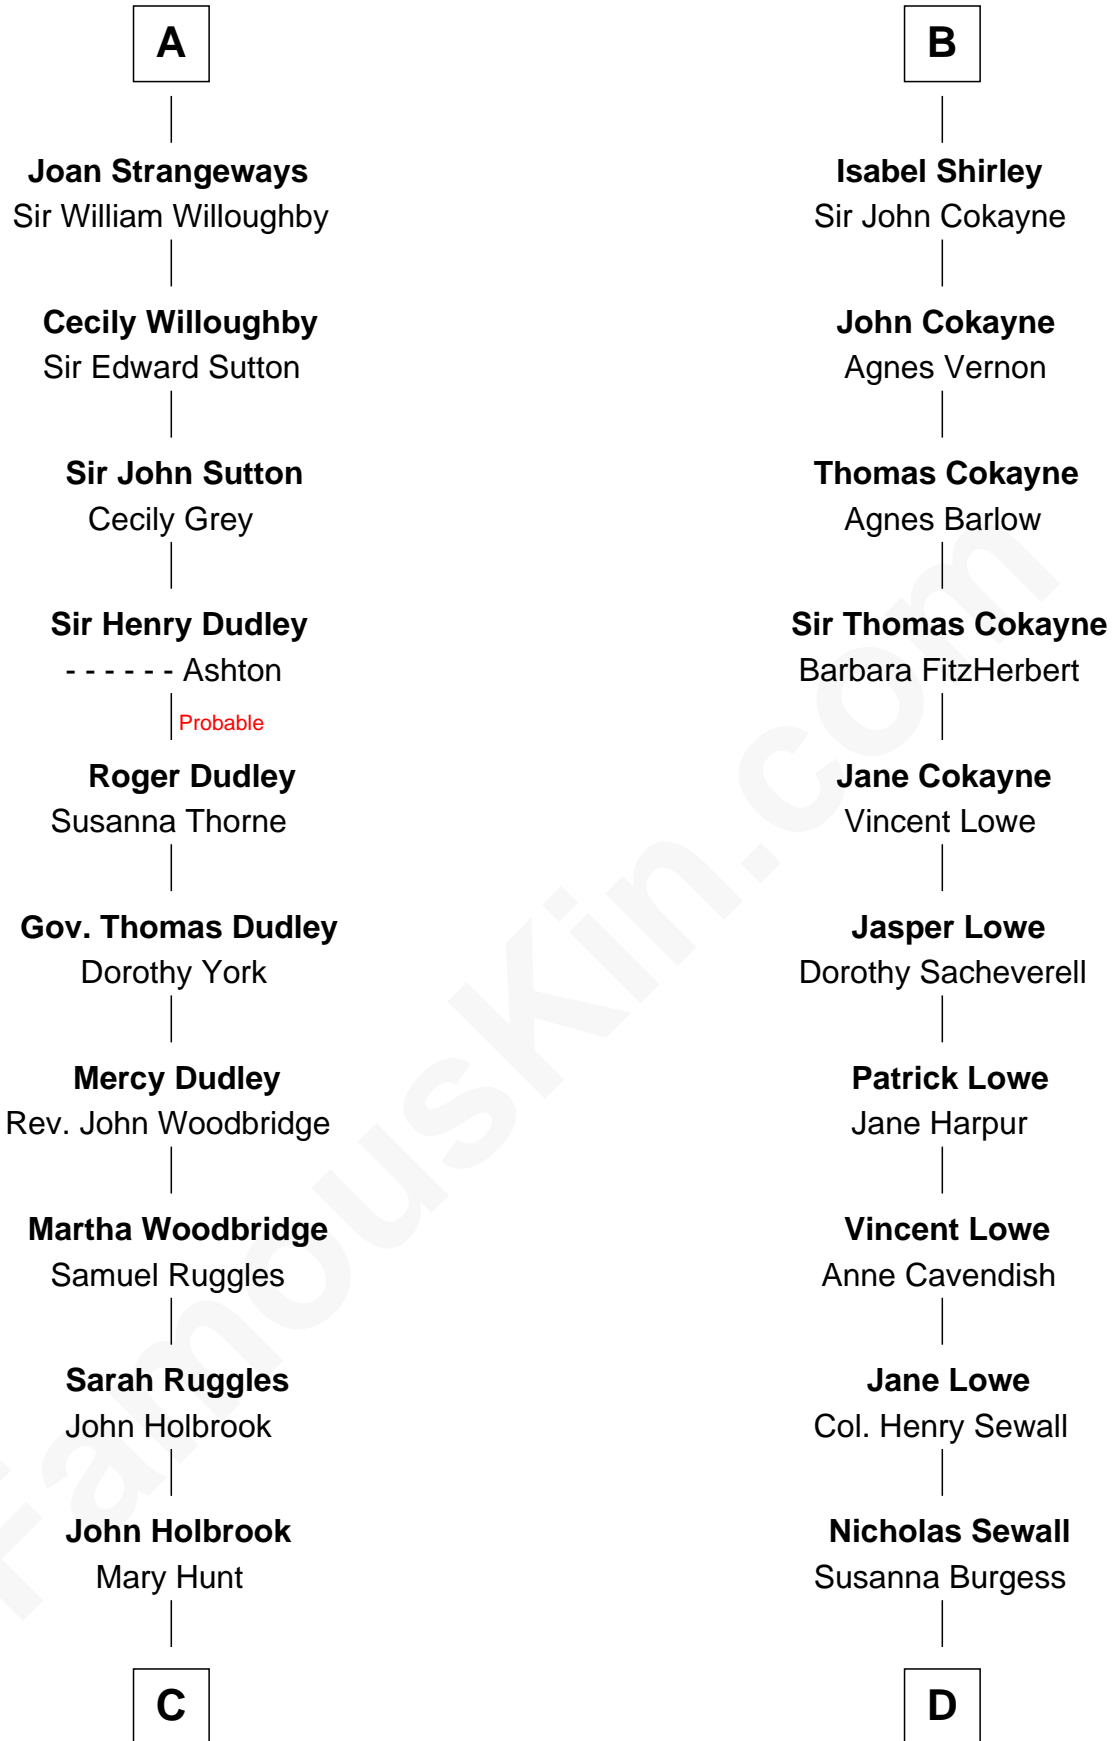 A
Joan Strangeways
Sir William Willoughby
Cecily Willoughby
Sir Edward Sutton
Sir John Sutton
Cecily Grey
Sir Henry Dudley
- - - - - - Ashton
Probable
Roger Dudley
Susanna Thorne
Gov. Thomas Dudley
Dorothy York
Mercy Dudley
Rev. John Woodbridge
Martha Woodbridge
Samuel Ruggles
Sarah Ruggles
John Holbrook
John Holbrook
Mary Hunt
C
B
Isabel Shirley
Sir John Cokayne
John Cokayne
Agnes Vernon
Thomas Cokayne
Agnes Barlow
Sir Thomas Cokayne
Barbara FitzHerbert
Jane Cokayne
Vincent Lowe
Jasper Lowe
Dorothy Sacheverell
Patrick Lowe
Jane Harpur
Vincent Lowe
Anne Cavendish
Jane Lowe
Col. Henry Sewall
Nicholas Sewall
Susanna Burgess
D
FamousKin.com